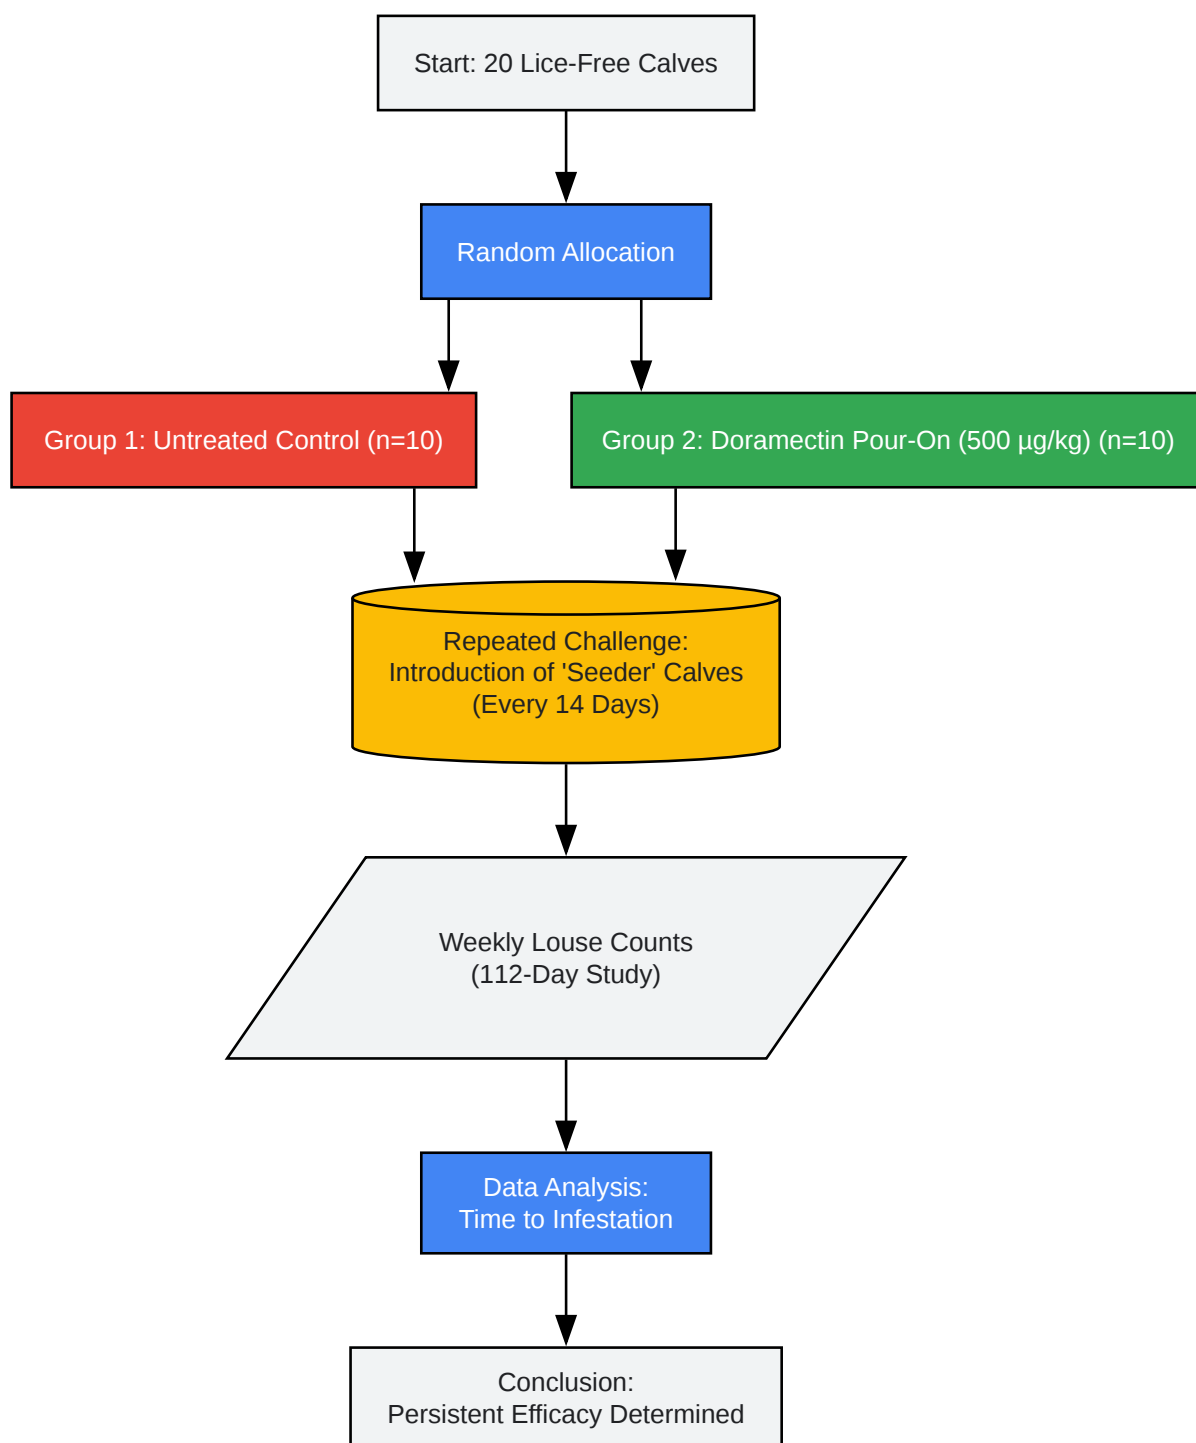 Start: 20 Lice-Free Calves
Random Allocation
Group 1: Untreated Control (n=10)
Group 2: Doramectin Pour-On (500 µg/kg) (n=10)
Repeated Challenge:
Introduction of 'Seeder' Calves
(Every 14 Days)
Weekly Louse Counts
(112-Day Study)
Data Analysis:
Time to Infestation
Conclusion:
Persistent Efficacy Determined